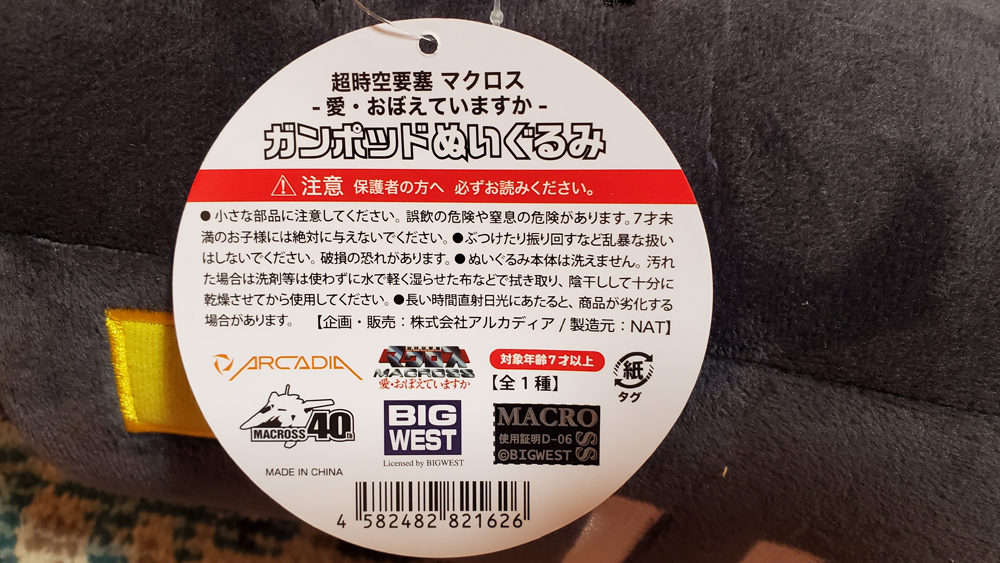 超時空要塞 マクロス
- 愛・おぼえていますか -
ガンポッドぬいぐるみ
注意 保護者の方へ 必ずお読みください。
●小さな部品に注意してください。誤飲の危険や窒息の危険があります。7才未
満のお子様には絶対に与えないでください。●ぶつけたり振り回すなど乱暴な扱い
はしないでください。破損の恐れがあります。●ぬいぐるみ本体は洗えません。汚れ
た場合は洗剤等は使わずに水で軽く湿らせた布などで拭き取り、陰干しして十分に
乾燥させてから使用してください。●長い時間直射日光にあたると、商品が劣化する
場合があります。 【企画・販売：株式会社アルカディア / 製造元：NAT】
ARCADIA
マクロス
MACROSS
愛・おぼえていますか
対象年齢7才以上
【全1種】
紙
タグ
MACROSS 40th
BIG
WEST
Licensed by BIGWEST
MACROSS
使用証明D-06
©BIGWEST
MADE IN CHINA
4 582482 821626